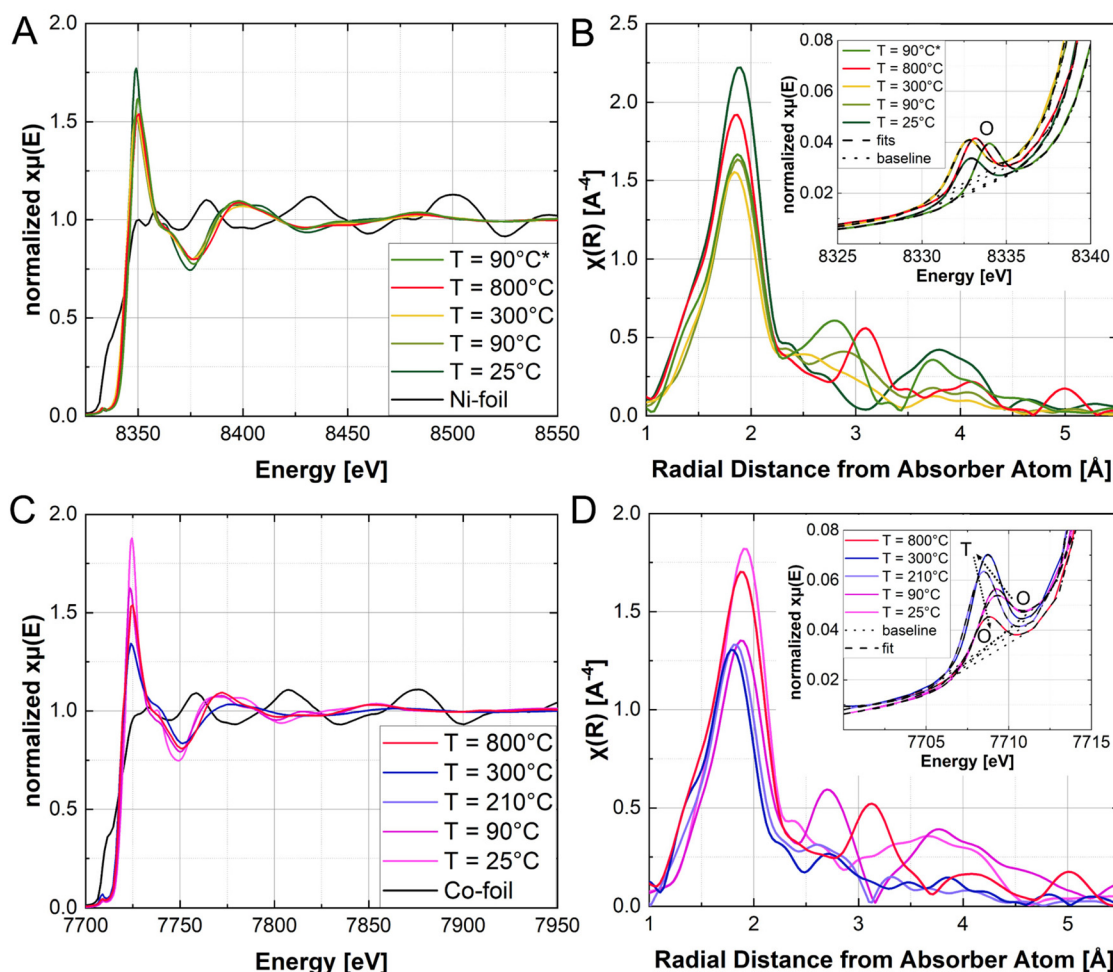 A
2.0
1.5
1.0
0.5
0.0
normalized xμ(E)
T = 90°C*
T = 800°C
T = 300°C
T = 90°C
T = 25°C
Ni-foil
8350 8400 8450 8500 8550
Energy [eV]
B
2.5
2.0
1.5
1.0
0.5
0.0
χ(R) [A⁻⁴]
T = 90°C*
T = 800°C
T = 300°C
T = 90°C
T = 25°C
fits
baseline
O
0.08
0.06
0.04
0.02
normalized xμ(E)
8325 8330 8335 8340
Energy [eV]
1 2 3 4 5
Radial Distance from Absorber Atom [Å]
C
2.0
1.5
1.0
0.5
0.0
normalized xμ(E)
T = 800°C
T = 300°C
T = 210°C
T = 90°C
T = 25°C
Co-foil
7700 7750 7800 7850 7900 7950
Energy [eV]
D
2.0
1.5
1.0
0.5
0.0
χ(R) [A⁻⁴]
T = 800°C
T = 300°C
T = 210°C
T = 90°C
T = 25°C
baseline
fit
T
O
O
0.08
0.06
0.04
0.02
normalized xμ(E)
7705 7710 7715
Energy [eV]
1 2 3 4 5
Radial Distance from Absorber Atom [Å]